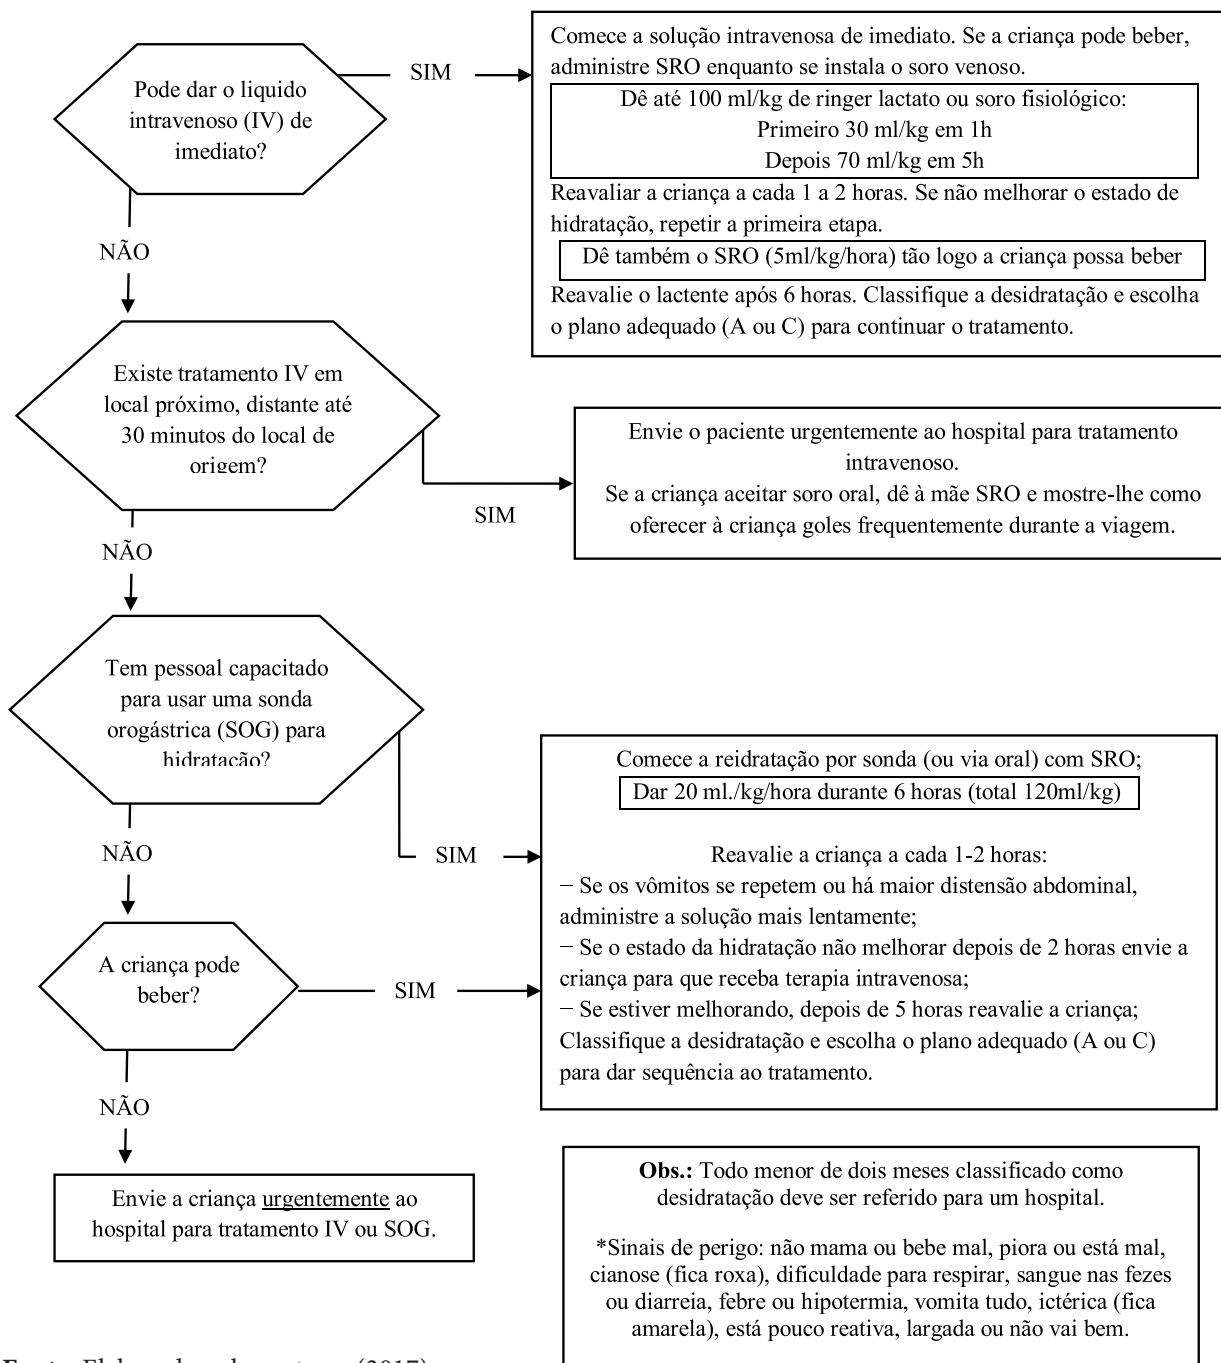 Pode dar o liquido
intravenoso (IV) de
imediato?
SIM
Comece a solução intravenosa de imediato. Se a criança pode beber,
administre SRO enquanto se instala o soro venoso.
Dê até 100 ml/kg de ringer lactato ou soro fisiológico:
Primeiro 30 ml/kg em 1h
Depois 70 ml/kg em 5h
Reavaliar a criança a cada 1 a 2 horas. Se não melhorar o estado de
hidratação, repetir a primeira etapa.
Dê também o SRO (5ml/kg/hora) tão logo a criança possa beber
Reavalie o lactente após 6 horas. Classifique a desidratação e escolha
o plano adequado (A ou C) para continuar o tratamento.
NÃO
Existe tratamento IV em
local próximo, distante até
30 minutos do local de
origem?
SIM
Envie o paciente urgentemente ao hospital para tratamento
intravenoso.
Se a criança aceitar soro oral, dê à mãe SRO e mostre-lhe como
oferecer à criança goles frequentemente durante a viagem.
NÃO
Tem pessoal capacitado
para usar uma sonda
orogástrica (SOG) para
hidratação?
SIM
Comece a reidratação por sonda (ou via oral) com SRO;
Dar 20 ml./kg/hora durante 6 horas (total 120ml/kg)
Reavalie a criança a cada 1-2 horas:
− Se os vômitos se repetem ou há maior distensão abdominal,
administre a solução mais lentamente;
− Se o estado da hidratação não melhorar depois de 2 horas envie a
criança para que receba terapia intravenosa;
− Se estiver melhorando, depois de 5 horas reavalie a criança;
Classifique a desidratação e escolha o plano adequado (A ou C)
para dar sequência ao tratamento.
NÃO
A criança pode
beber?
SIM
NÃO
Envie a criança urgentemente ao
hospital para tratamento IV ou SOG.
Obs.: Todo menor de dois meses classificado como
desidratação deve ser referido para um hospital.
*Sinais de perigo: não mama ou bebe mal, piora ou está mal,
cianose (fica roxa), dificuldade para respirar, sangue nas fezes
ou diarreia, febre ou hipotermia, vomita tudo, ictérica (fica
amarela), está pouco reativa, largada ou não vai bem.